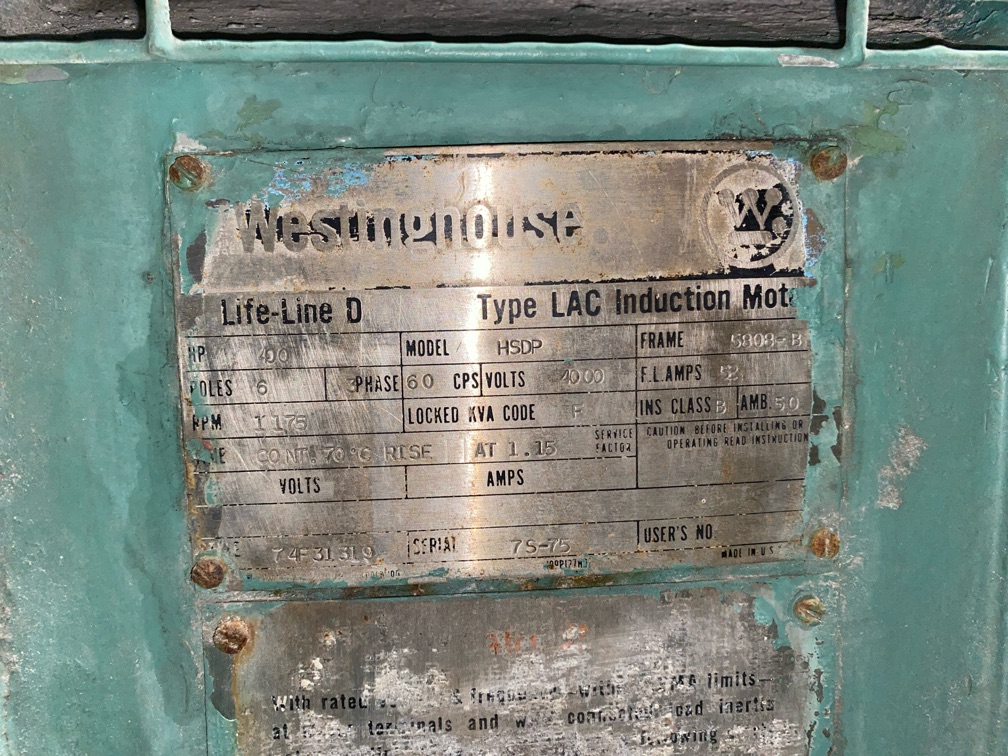 Westinghouse
W
Life-Line D Type LAC Induction Mot
HP 400 MODEL HSDP FRAME 5808-B
POLES 6 3 PHASE 60 CPS VOLTS 4000 F.L. AMPS 52
RPM 1175 LOCKED KVA CODE F INS CLASS B AMB. 50
CONT. 70°C RISE AT 1.15 SERVICE FACTOR
CAUTION BEFORE INSTALLING OR
OPERATING READ INSTRUCTION
VOLTS AMPS
74F31319 SERIAL 7S-75 USER'S NO
MADE IN U S
With rated & frequency
limits—
at terminals and connected load inertia
following